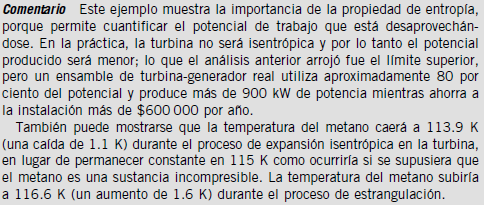 Comentario Este ejemplo muestra la importancia de la propiedad de entropía,
porque permite cuantificar el potencial de trabajo que está desaprovechán-
dose. En la práctica, la turbina no será isentrópica y por lo tanto el potencial
producido será menor; lo que el análisis anterior arrojó fue el límite superior,
pero un ensamble de turbina-generador real utiliza aproximadamente 80 por
ciento del potencial y produce más de 900 kW de potencia mientras ahorra a
la instalación más de $600 000 por año.
También puede mostrarse que la temperatura del metano caerá a 113.9 K
(una caída de 1.1 K) durante el proceso de expansión isentrópica en la turbina,
en lugar de permanecer constante en 115 K como ocurriría si se supusiera que
el metano es una sustancia incompresible. La temperatura del metano subiría
a 116.6 K (un aumento de 1.6 K) durante el proceso de estrangulación.